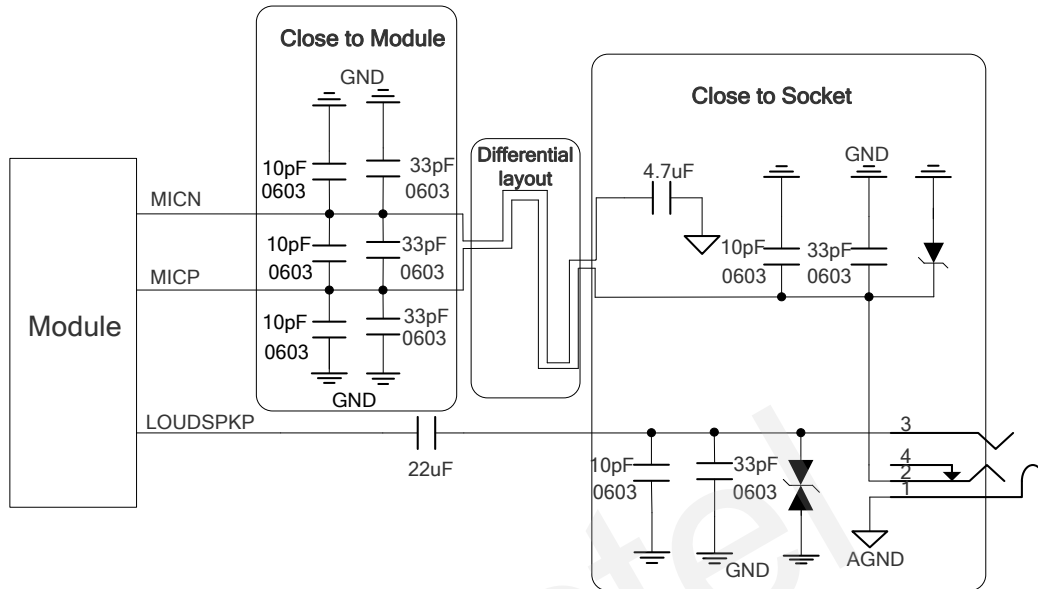 Close to Module
GND
10pF
0603
33pF
0603
MICN
10pF
0603
33pF
0603
MICP
10pF
0603
33pF
0603
GND
Module
LOUDSPKP
22uF
Differential
layout
Close to Socket
4.7uF
GND
10pF
0603
33pF
0603
10pF
0603
33pF
0603
GND
3
4
2
1
AGND